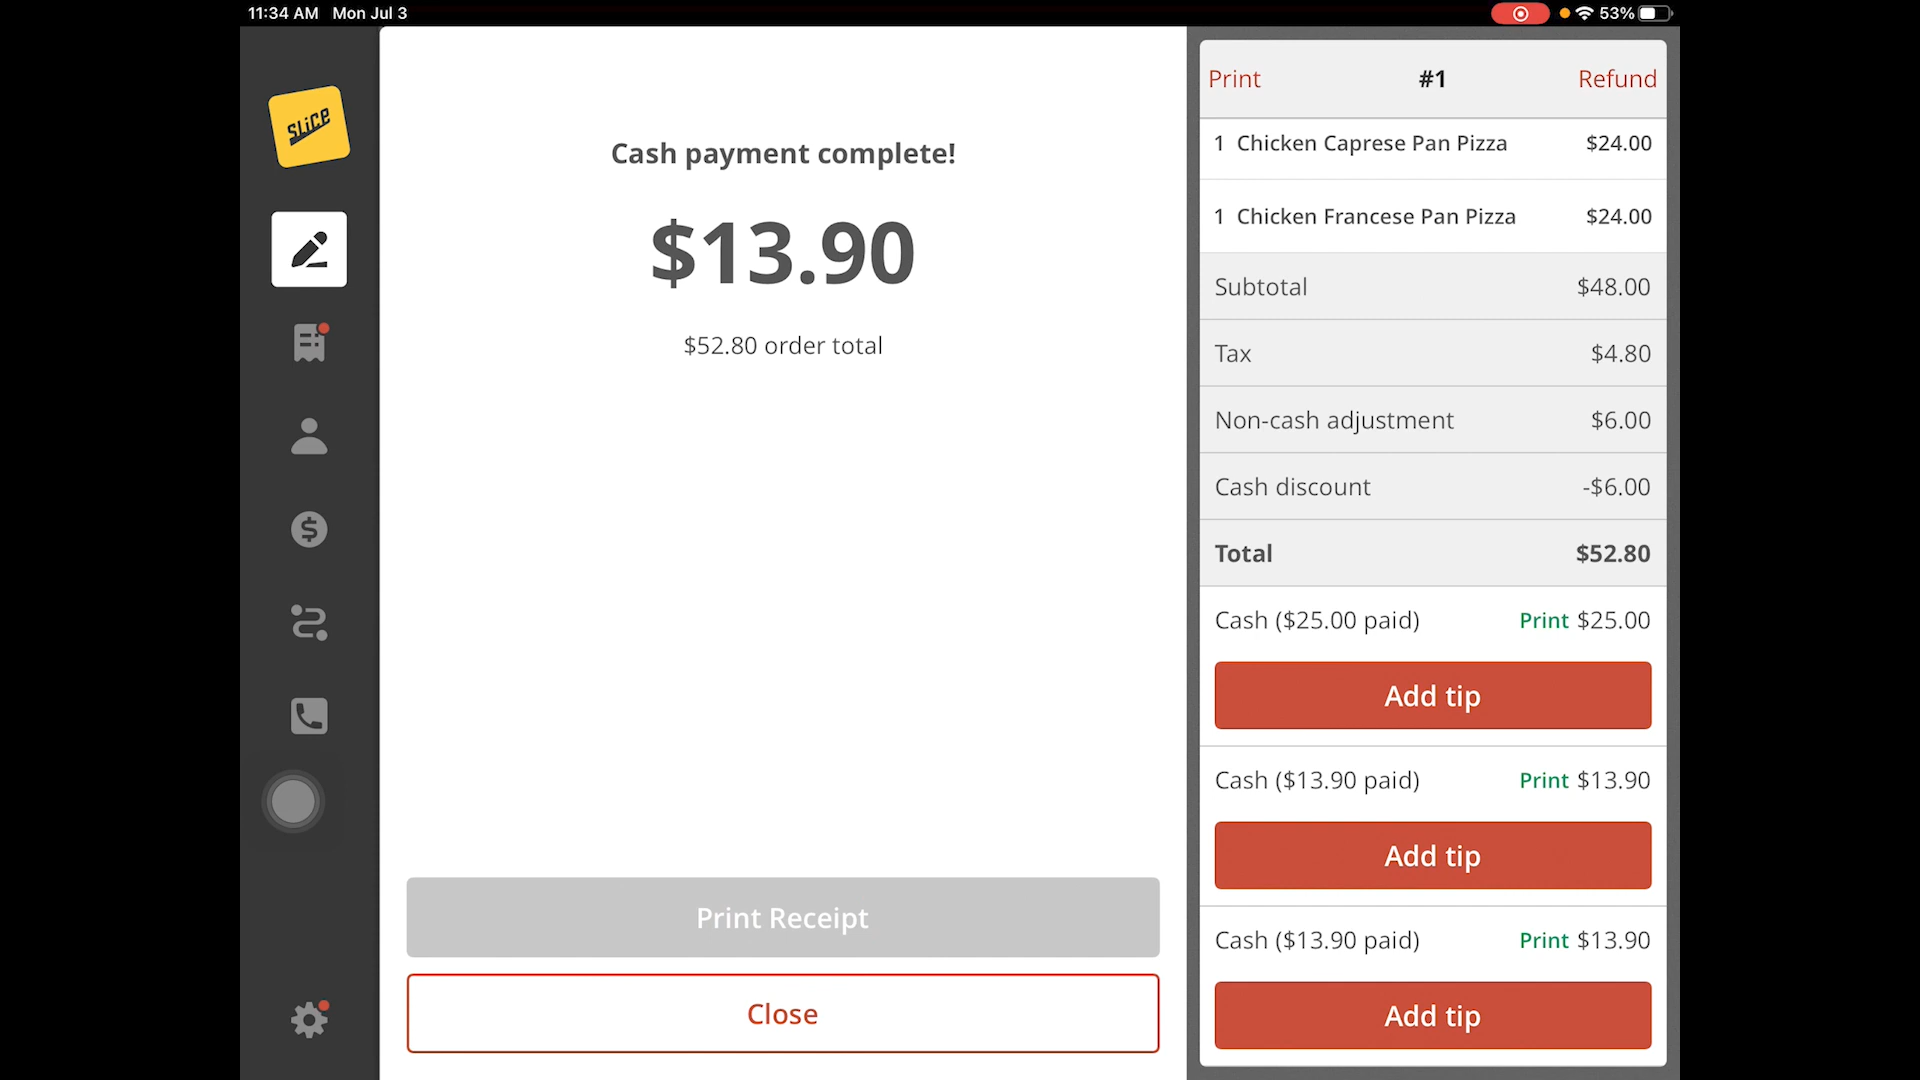 11:34 AM Mon Jul 3
53%
SLiCE
Cash payment complete!
$13.90
$52.80 order total
Print Receipt
Close
Print #1 Refund
1 Chicken Caprese Pan Pizza $24.00
1 Chicken Francese Pan Pizza $24.00
Subtotal $48.00
Tax $4.80
Non-cash adjustment $6.00
Cash discount -$6.00
Total $52.80
Cash ($25.00 paid) Print $25.00
Add tip
Cash ($13.90 paid) Print $13.90
Add tip
Cash ($13.90 paid) Print $13.90
Add tip